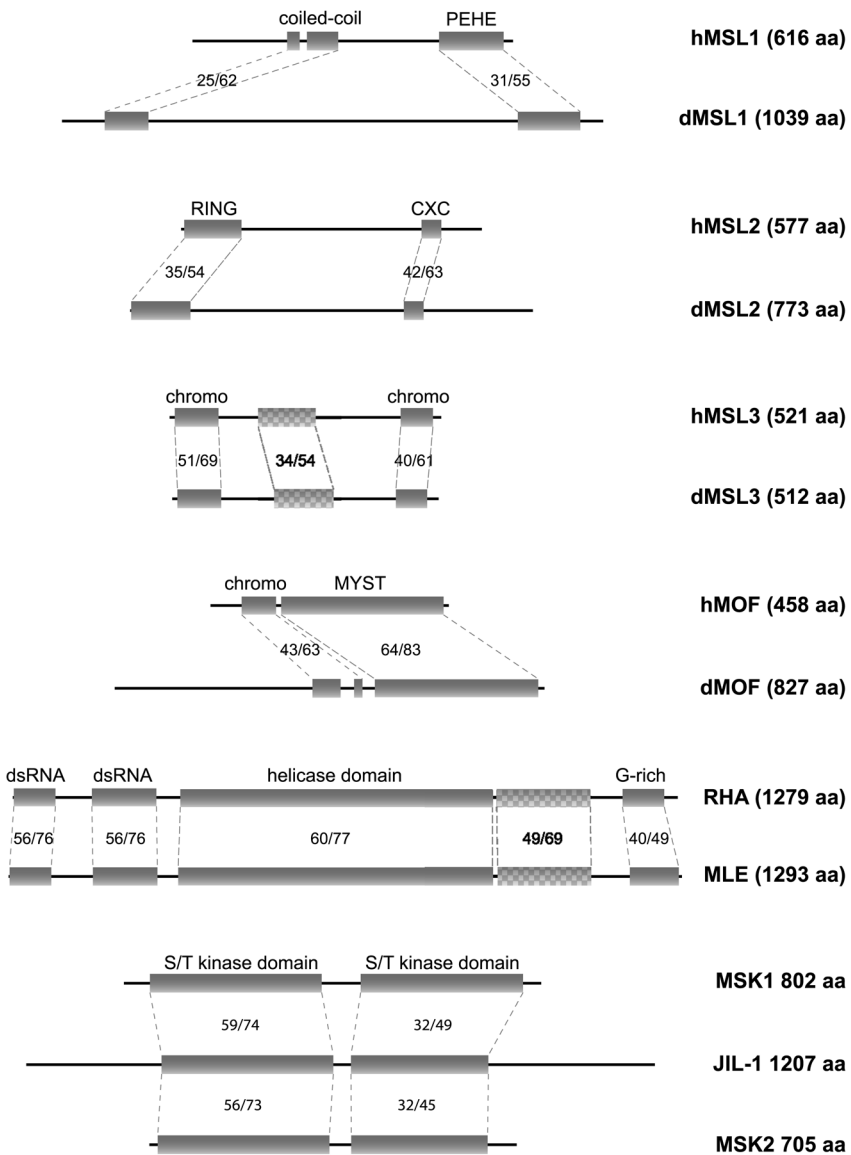 coiled-coil PEHE
hMSL1 (616 aa)
25/62 31/55
dMSL1 (1039 aa)
RING CXC
hMSL2 (577 aa)
35/54 42/63
dMSL2 (773 aa)
chromo chromo
hMSL3 (521 aa)
51/69 34/54 40/61
dMSL3 (512 aa)
chromo MYST
hMOF (458 aa)
43/63 64/83
dMOF (827 aa)
dsRNA dsRNA helicase domain G-rich
RHA (1279 aa)
56/76 56/76 60/77 49/69 40/49
MLE (1293 aa)
S/T kinase domain S/T kinase domain
MSK1 802 aa
59/74 32/49
JIL-1 1207 aa
56/73 32/45
MSK2 705 aa